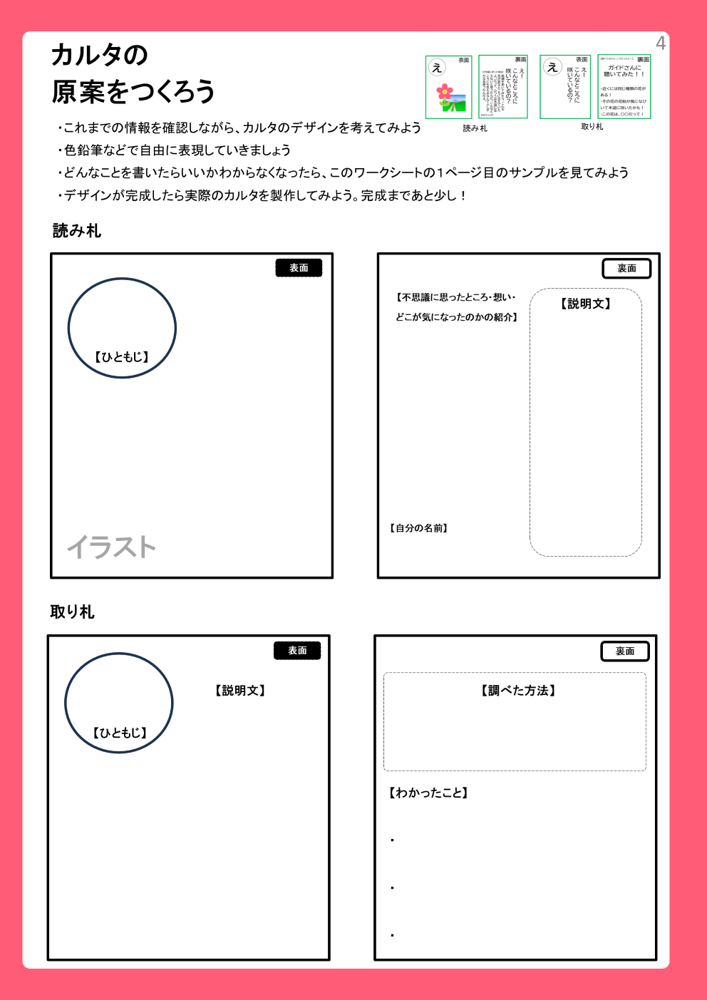 4
カルタの
原案をつくろう
・これまでの情報を確認しながら、カルタのデザインを考えてみよう
・色鉛筆などで自由に表現していきましょう
・どんなことを書いたらいいかわからなくなったら、このワークシートの1ページ目のサンプルを見てみよう
・デザインが完成したら実際のカルタを製作してみよう。完成まであと少し！
表面
え
裏面
え！
こんなところに
咲いているの？
読み札
表面
え
え！
こんなところに
咲いているの？
裏面
ガイドさんに
聴いてみた！！
・近くには同じ種類の花が
ある！
・その花の花粉が風になび
いて木道に咲いたかも！
・この花は、〇〇だって！
取り札
読み札
表面
【ひともじ】
イラスト
裏面
【不思議に思ったところ・想い・
どこが気になったのかの紹介】
【説明文】
【自分の名前】
取り札
表面
【ひともじ】
【説明文】
裏面
【調べた方法】
【わかったこと】
・
・
・